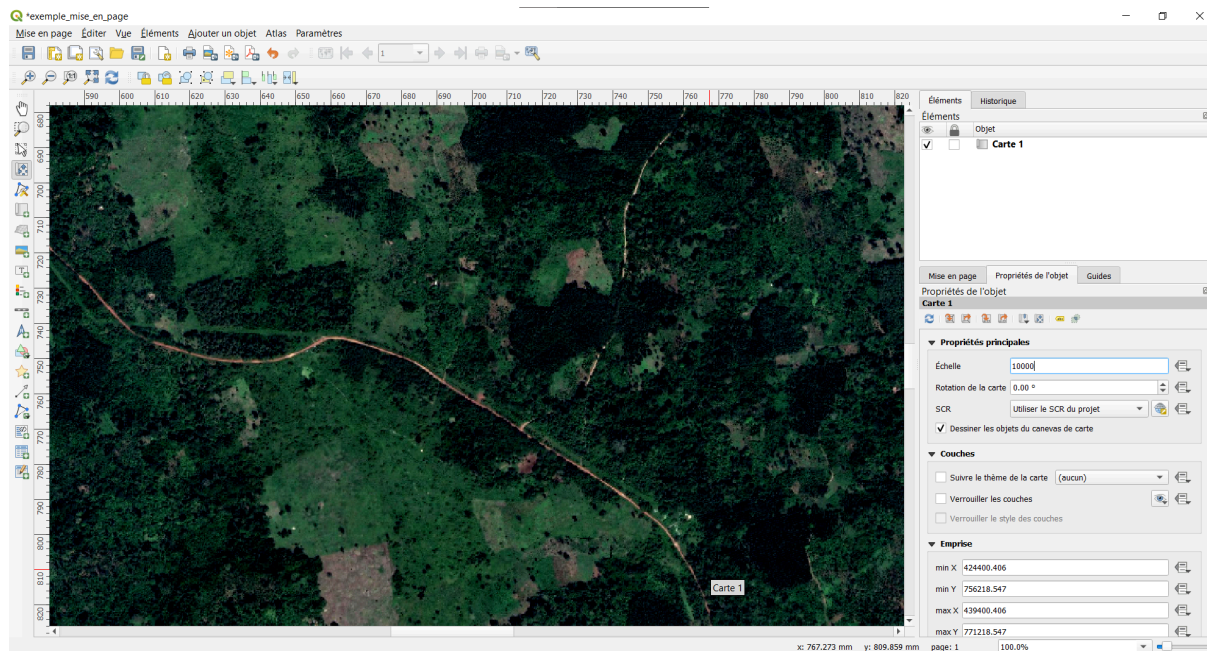 *exemple_mise_en_page
Mise en page Éditer Vue Éléments Ajouter un objet Atlas Paramètres
1
590 600 610 620 630 640 650 660 670 680 690 700 710 720 730 740 750 760 770 780 790 800 810 820
680
690
700
710
720
730
740
750
760
770
780
790
800
810
820
Carte 1
Éléments Historique
Éléments
Objet
Carte 1
Mise en page Propriétés de l'objet Guides
Propriétés de l'objet
Carte 1
Propriétés principales
Échelle 10000
Rotation de la carte 0.00 °
SCR Utiliser le SCR du projet
Dessiner les objets du canevas de carte
Couches
Suivre le thème de la carte (aucun)
Verrouiller les couches
Verrouiller le style des couches
Emprise
min X 424400.406
min Y 756218.547
max X 439400.406
max Y 771218.547
x: 767.273 mm y: 809.859 mm page: 1 100.0%